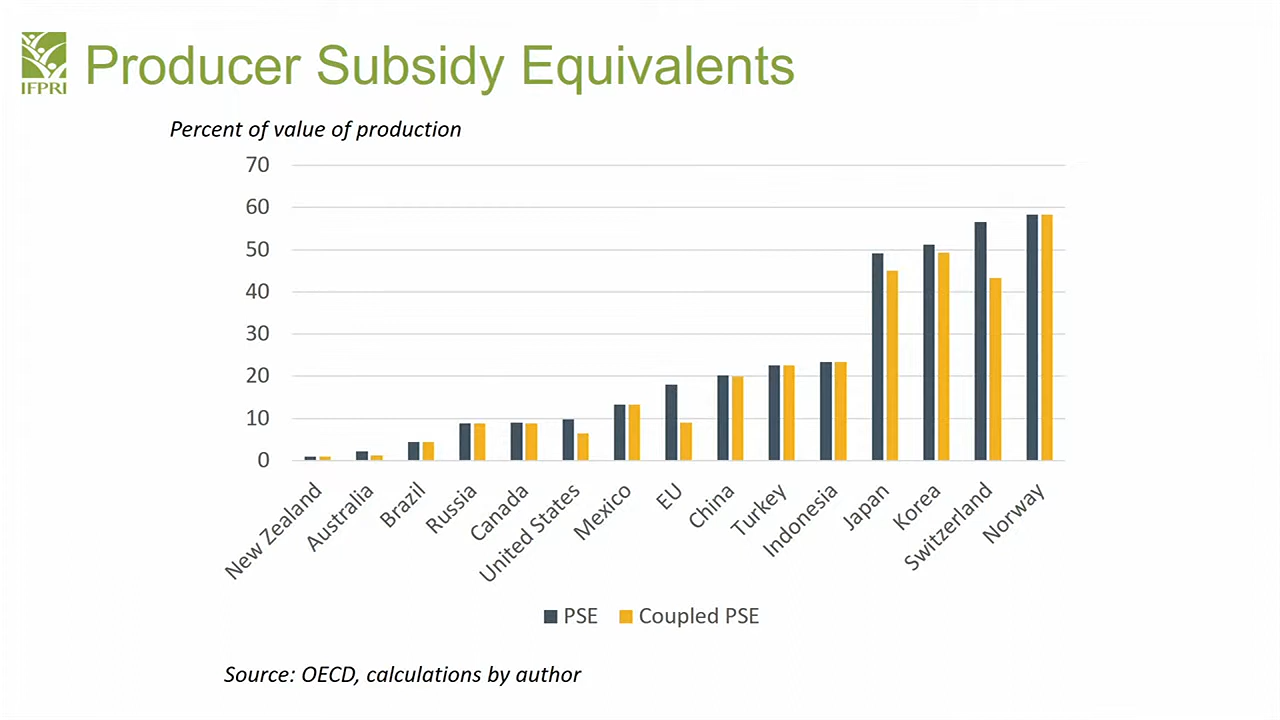 IFPRI
Producer Subsidy Equivalents
Percent of value of production
70
60
50
40
30
20
10
0
New Zealand
Australia
Brazil
Russia
Canada
United States
Mexico
EU
China
Turkey
Indonesia
Japan
Korea
Switzerland
Norway
PSE
Coupled PSE
Source: OECD, calculations by author